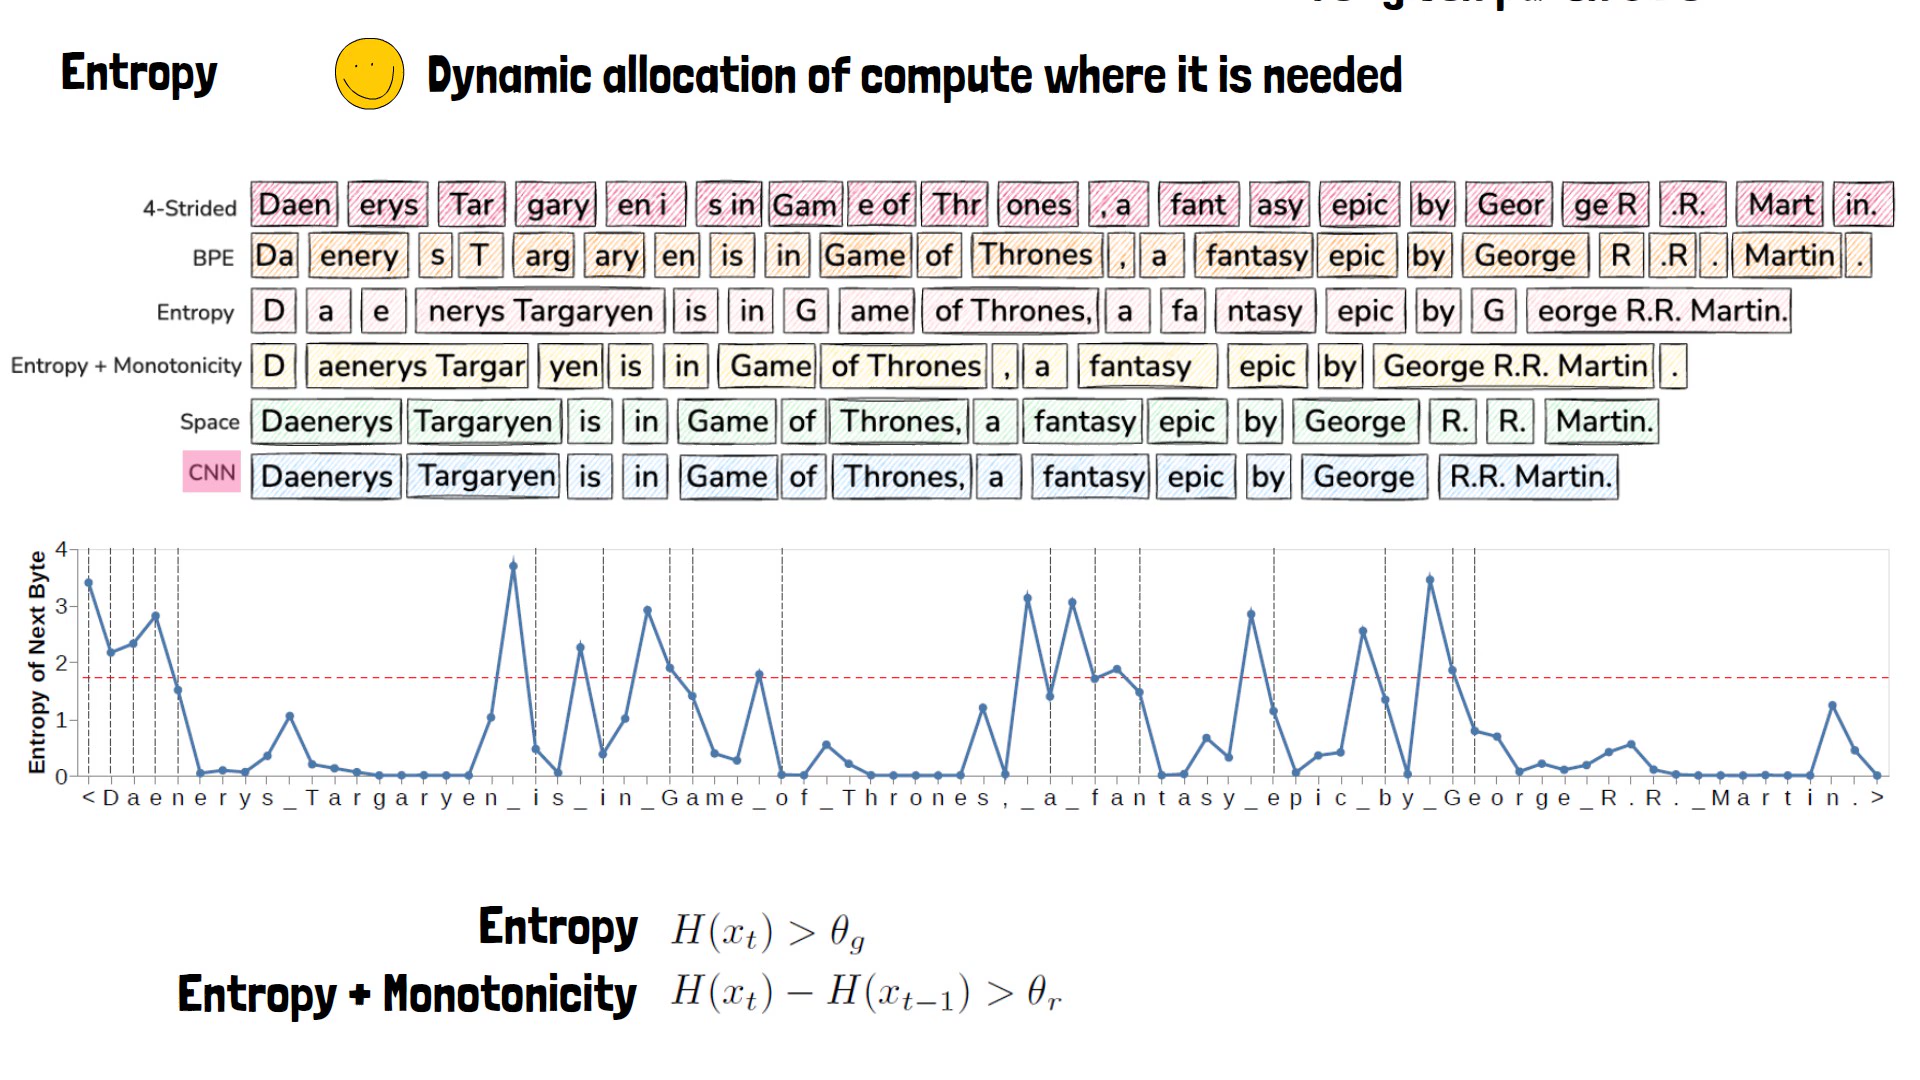 Entropy Dynamic allocation of compute where it is needed
4-Strided Daen erys Tar gary en i s in Gam e of Thr ones , a fant asy epic by Geor ge R .R. Mart in.
BPE Da enery s T arg ary en is in Game of Thrones , a fantasy epic by George R .R . Martin .
Entropy D a e nerys Targaryen is in G ame of Thrones, a fa ntasy epic by G eorge R.R. Martin.
Entropy + Monotonicity D aenerys Targar yen is in Game of Thrones , a fantasy epic by George R.R. Martin .
Space Daenerys Targaryen is in Game of Thrones, a fantasy epic by George R. R. Martin.
CNN Daenerys Targaryen is in Game of Thrones, a fantasy epic by George R.R. Martin.
Entropy of Next Byte
4
3
2
1
0
< D a e n e r y s _ T a r g a r y e n _ i s _ i n _ G a m e _ o f _ T h r o n e s , _ a _ f a n t a s y _ e p i c _ b y _ G e o r g e _ R . R . _ M a r t i n . >
Entropy H(x_t) > θ_g
Entropy + Monotonicity H(x_t) − H(x_{t−1}) > θ_r